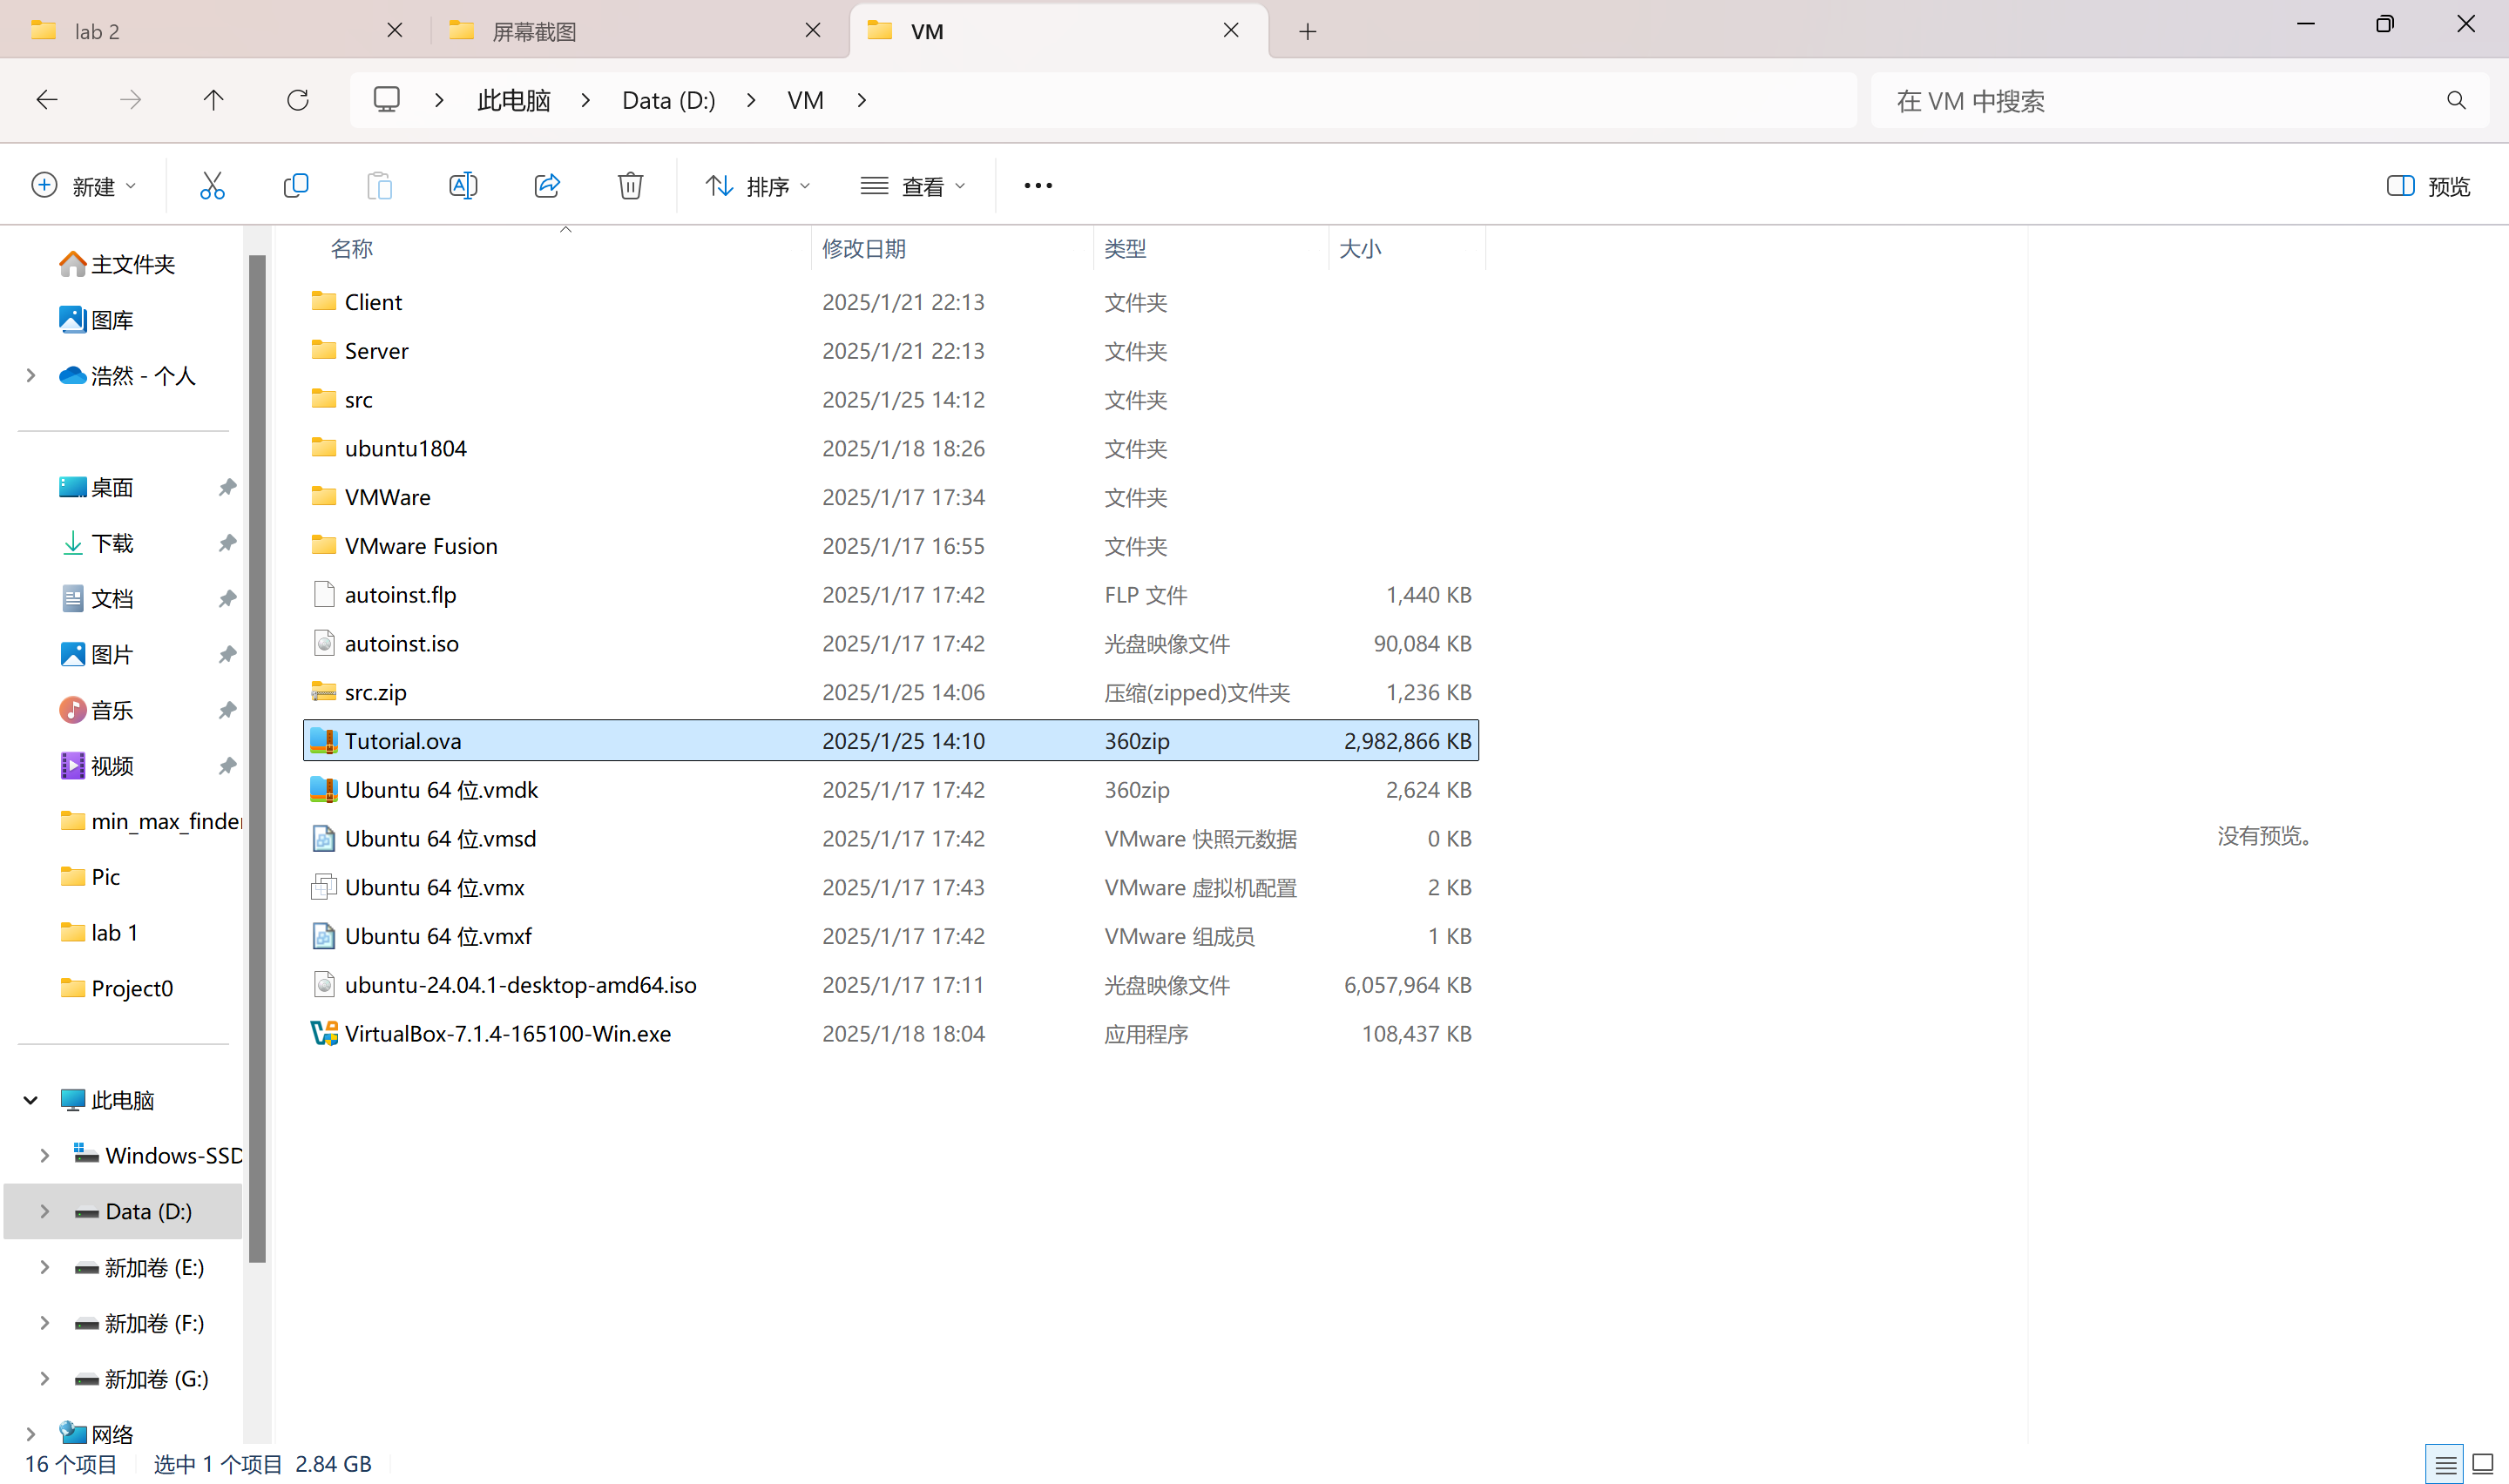 lab 2
屏幕截图
VM
此电脑 Data (D:) VM
在 VM 中搜索
新建
排序
查看
预览
主文件夹
图库
浩然 - 个人
桌面
下载
文档
图片
音乐
视频
min_max_finder
Pic
lab 1
Project0
此电脑
Windows-SSD
Data (D:)
新加卷 (E:)
新加卷 (F:)
新加卷 (G:)
网络
名称 修改日期 类型 大小
Client 2025/1/21 22:13 文件夹
Server 2025/1/21 22:13 文件夹
src 2025/1/25 14:12 文件夹
ubuntu1804 2025/1/18 18:26 文件夹
VMWare 2025/1/17 17:34 文件夹
VMware Fusion 2025/1/17 16:55 文件夹
autoinst.flp 2025/1/17 17:42 FLP 文件 1,440 KB
autoinst.iso 2025/1/17 17:42 光盘映像文件 90,084 KB
src.zip 2025/1/25 14:06 压缩(zipped)文件夹 1,236 KB
Tutorial.ova 2025/1/25 14:10 360zip 2,982,866 KB
Ubuntu 64 位.vmdk 2025/1/17 17:42 360zip 2,624 KB
Ubuntu 64 位.vmsd 2025/1/17 17:42 VMware 快照元数据 0 KB
Ubuntu 64 位.vmx 2025/1/17 17:43 VMware 虚拟机配置 2 KB
Ubuntu 64 位.vmxf 2025/1/17 17:42 VMware 组成员 1 KB
ubuntu-24.04.1-desktop-amd64.iso 2025/1/17 17:11 光盘映像文件 6,057,964 KB
VirtualBox-7.1.4-165100-Win.exe 2025/1/18 18:04 应用程序 108,437 KB
没有预览。
16 个项目 选中 1 个项目 2.84 GB